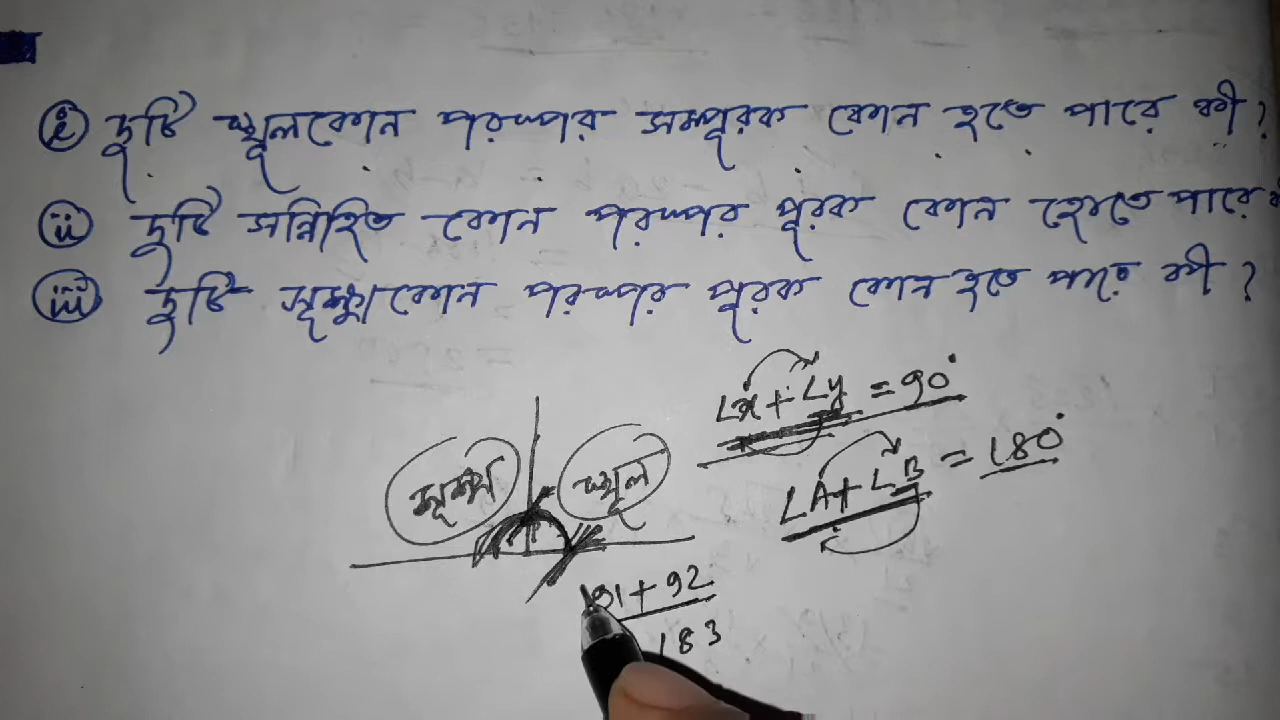 (i) দুটি স্থূলকোন পরস্পর সম্পূরক কোন হতে পারে কী?
(ii) দুটি সন্নিহিত কোন পরস্পর পূরক কোন হোতে পারে
(iii) দুটি সূক্ষ্মকোন পরস্পর পূরক কোন হতে পারে কী?
∠x + ∠y = 90°
∠A + ∠B = 180°
সূক্ষ্ম স্থূল
91 + 92
183